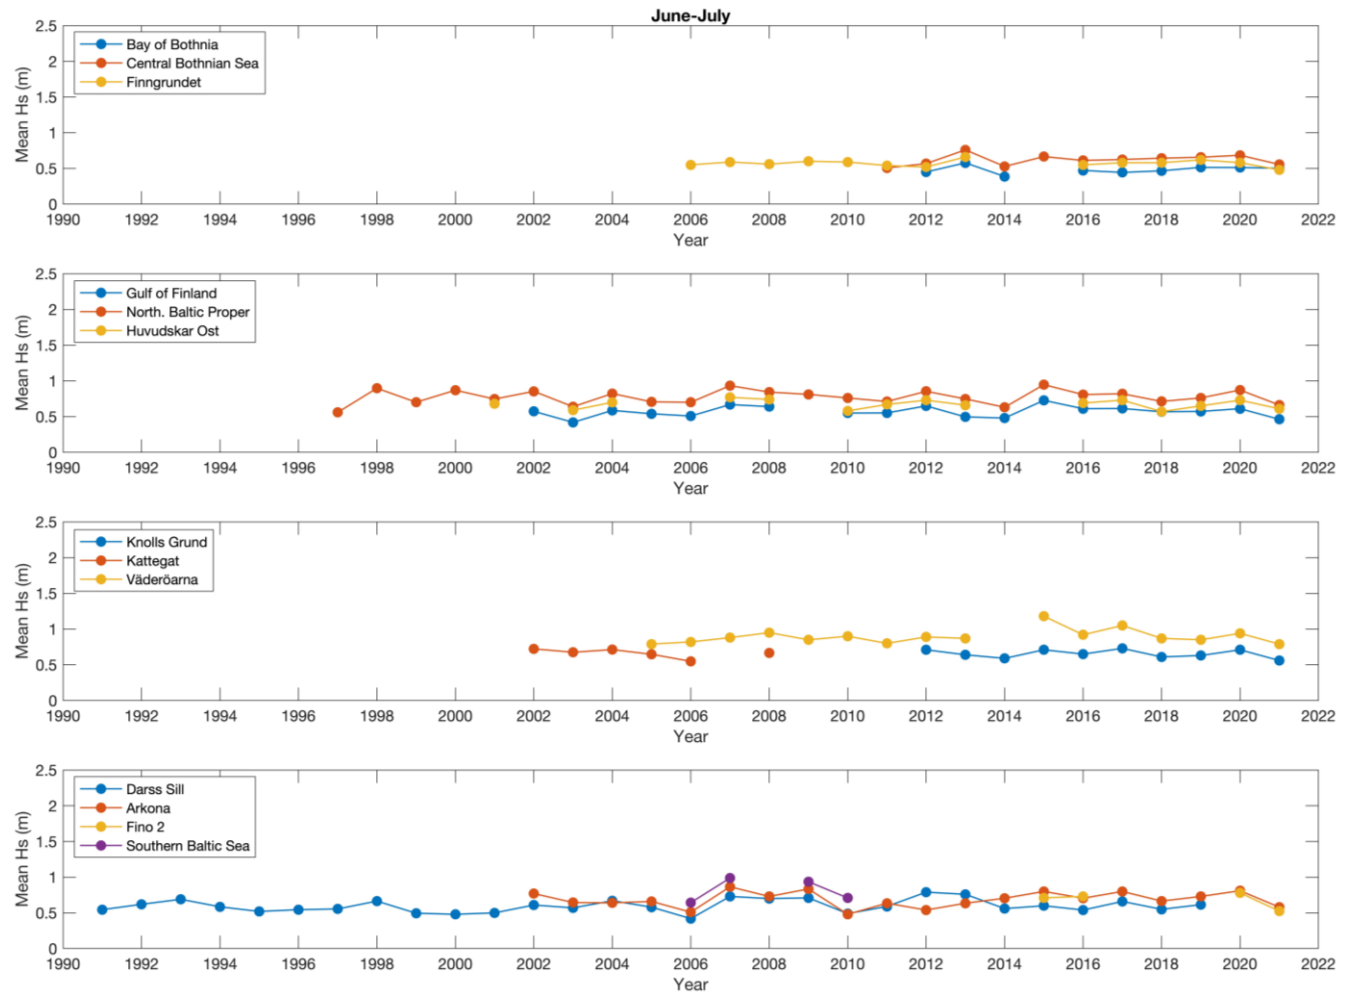 June-July
2.5
2
1.5
1
0.5
0
Mean Hs (m)
Bay of Bothnia
Central Bothnian Sea
Finngrundet
1990 1992 1994 1996 1998 2000 2002 2004 2006 2008 2010 2012 2014 2016 2018 2020 2022
Year
2.5
2
1.5
1
0.5
0
Mean Hs (m)
Gulf of Finland
North. Baltic Proper
Huvudskar Ost
1990 1992 1994 1996 1998 2000 2002 2004 2006 2008 2010 2012 2014 2016 2018 2020 2022
Year
2.5
2
1.5
1
0.5
0
Mean Hs (m)
Knolls Grund
Kattegat
Väderöarna
1990 1992 1994 1996 1998 2000 2002 2004 2006 2008 2010 2012 2014 2016 2018 2020 2022
Year
2.5
2
1.5
1
0.5
0
Mean Hs (m)
Darss Sill
Arkona
Fino 2
Southern Baltic Sea
1990 1992 1994 1996 1998 2000 2002 2004 2006 2008 2010 2012 2014 2016 2018 2020 2022
Year